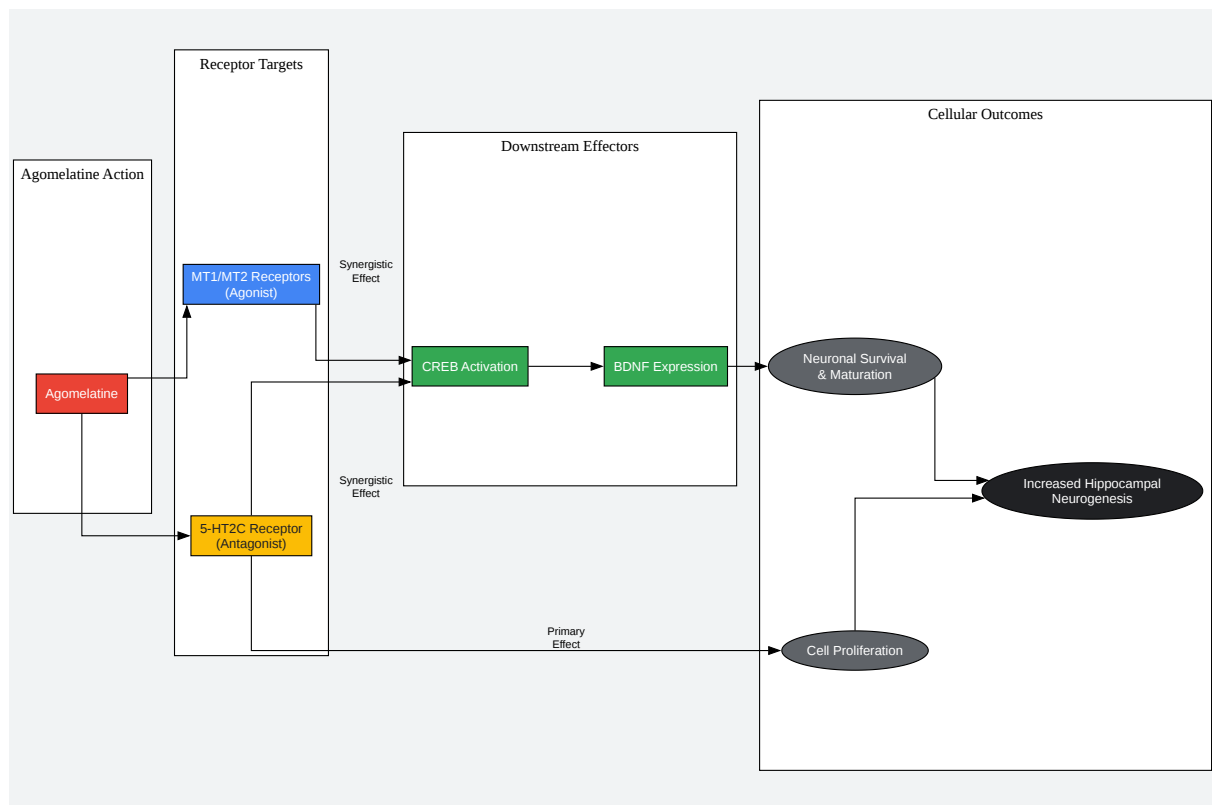 Receptor Targets
Cellular Outcomes
Downstream Effectors
Agomelatine Action
Synergistic
Effect
MT1/MT2 Receptors
(Agonist)
CREB Activation
BDNF Expression
Neuronal Survival
& Maturation
Agomelatine
Synergistic
Effect
Increased Hippocampal
Neurogenesis
5-HT2C Receptor
(Antagonist)
Primary
Effect
Cell Proliferation